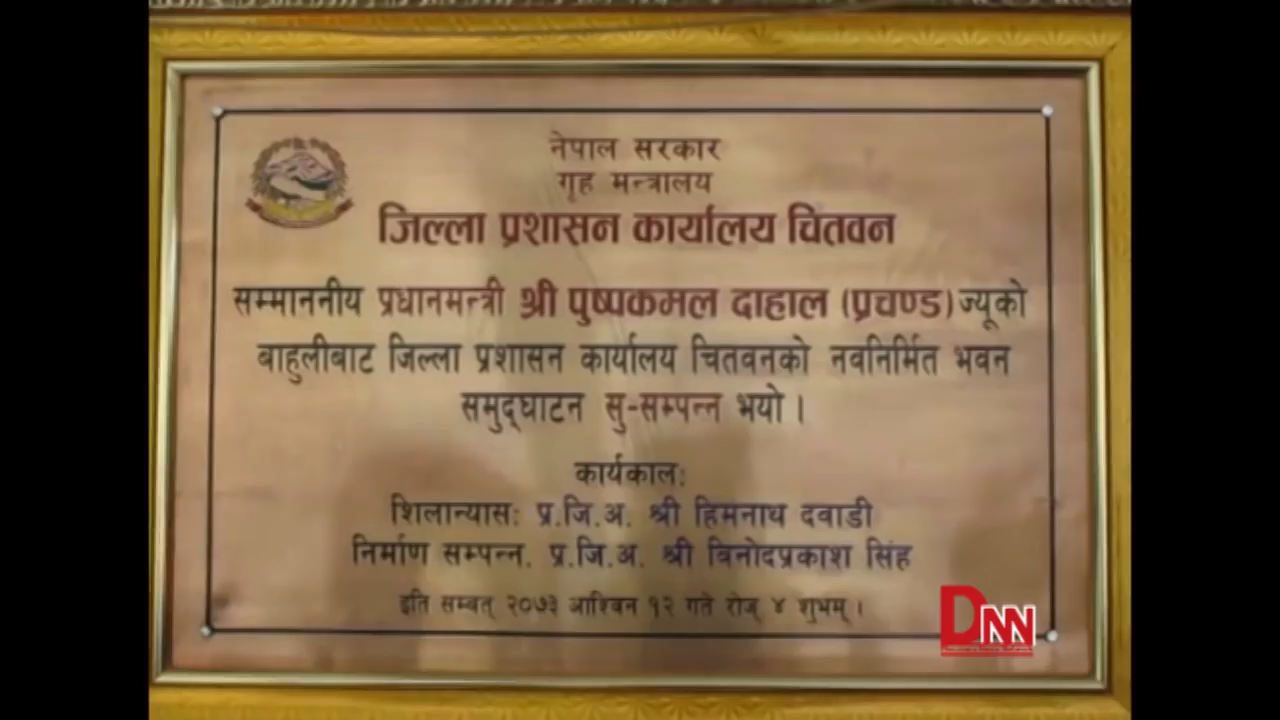 नेपाल सरकार
गृह मन्त्रालय
जिल्ला प्रशासन कार्यालय चितवन
सम्माननीय प्रधानमन्त्री श्री पुष्पकमल दाहाल (प्रचण्ड) ज्यूको
बाहुलीबाट जिल्ला प्रशासन कार्यालय चितवनको नवनिर्मित भवन
समुद्‌घाटन सु-सम्पन्न भयो ।
कार्यकाल:
शिलान्यास: प्र.जि.अ. श्री हिमनाथ दवाडी
निर्माण सम्पन्न. प्र.जि.अ. श्री विनोदप्रकाश सिंह
इति सम्बत् २०७३ आश्विन १२ गते रोज् ४ शुभम् ।
DNN